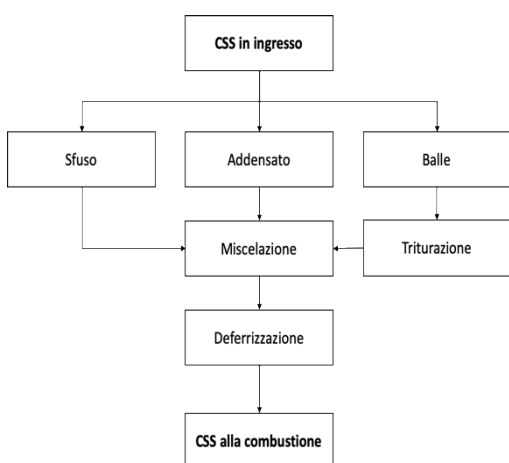 CSS in ingresso
Sfuso
Addensato
Balle
Miscelazione
Triturazione
Deferrizzazione
CSS alla combustione